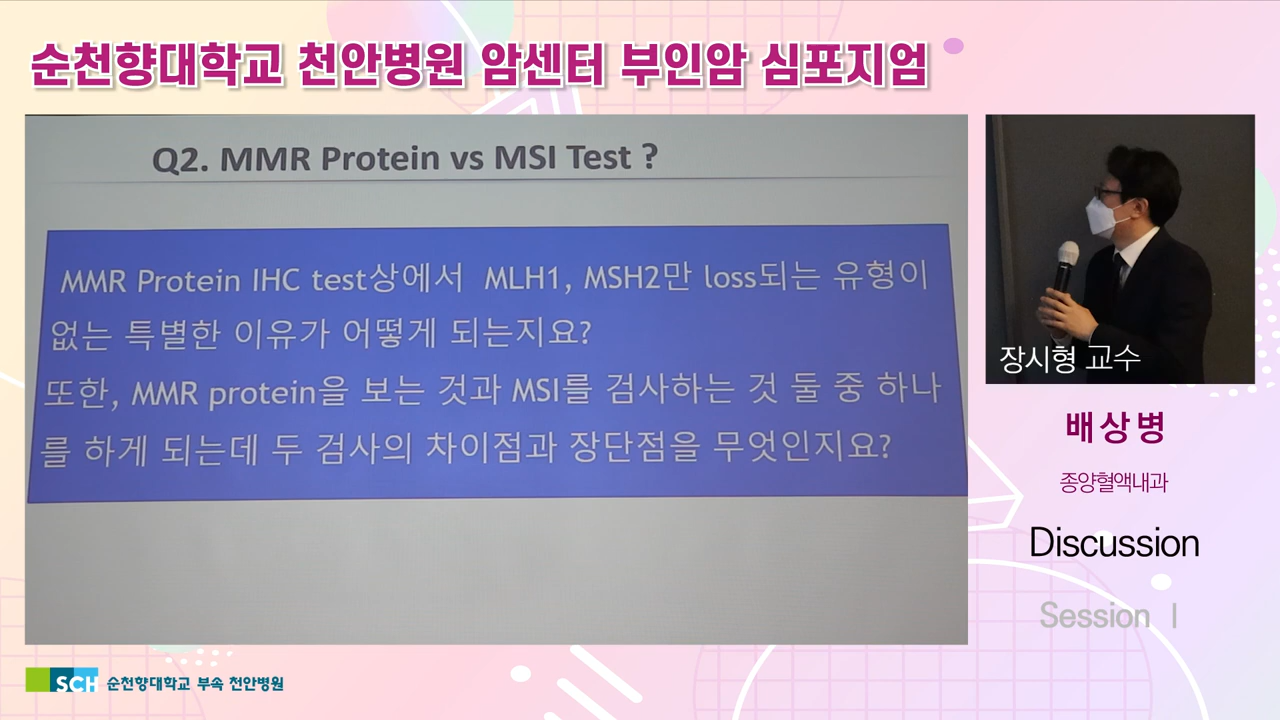 순천향대학교 천안병원 암센터 부인암 심포지엄
Q2. MMR Protein vs MSI Test ?
MMR Protein IHC test상에서 MLH1, MSH2만 loss되는 유형이
없는 특별한 이유가 어떻게 되는지요?
또한, MMR protein을 보는 것과 MSI를 검사하는 것 둘 중 하나
를 하게 되는데 두 검사의 차이점과 장단점을 무엇인지요?
장시형 교수
배상병
종양혈액내과
Discussion
Session I
SCH 순천향대학교 부속 천안병원